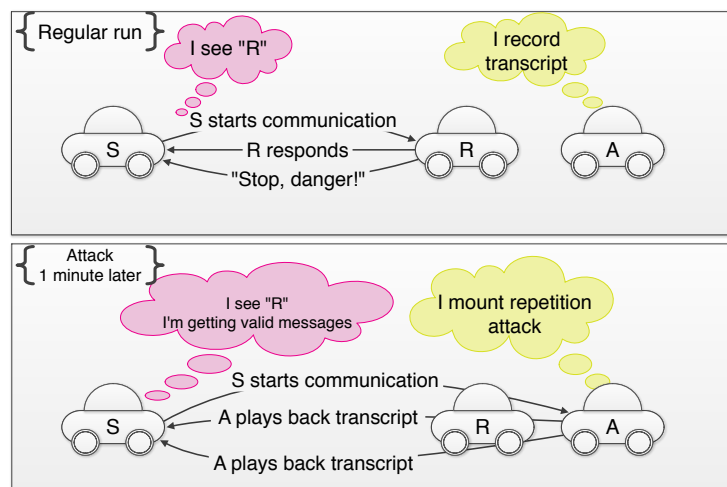 Regular run
I see "R"
I record
transcript
S starts communication
S
R responds
R
A
"Stop, danger!"
Attack
1 minute later
I see "R"
I'm getting valid messages
I mount repetition
attack
S starts communication
S
A plays back transcript
R
A
A plays back transcript